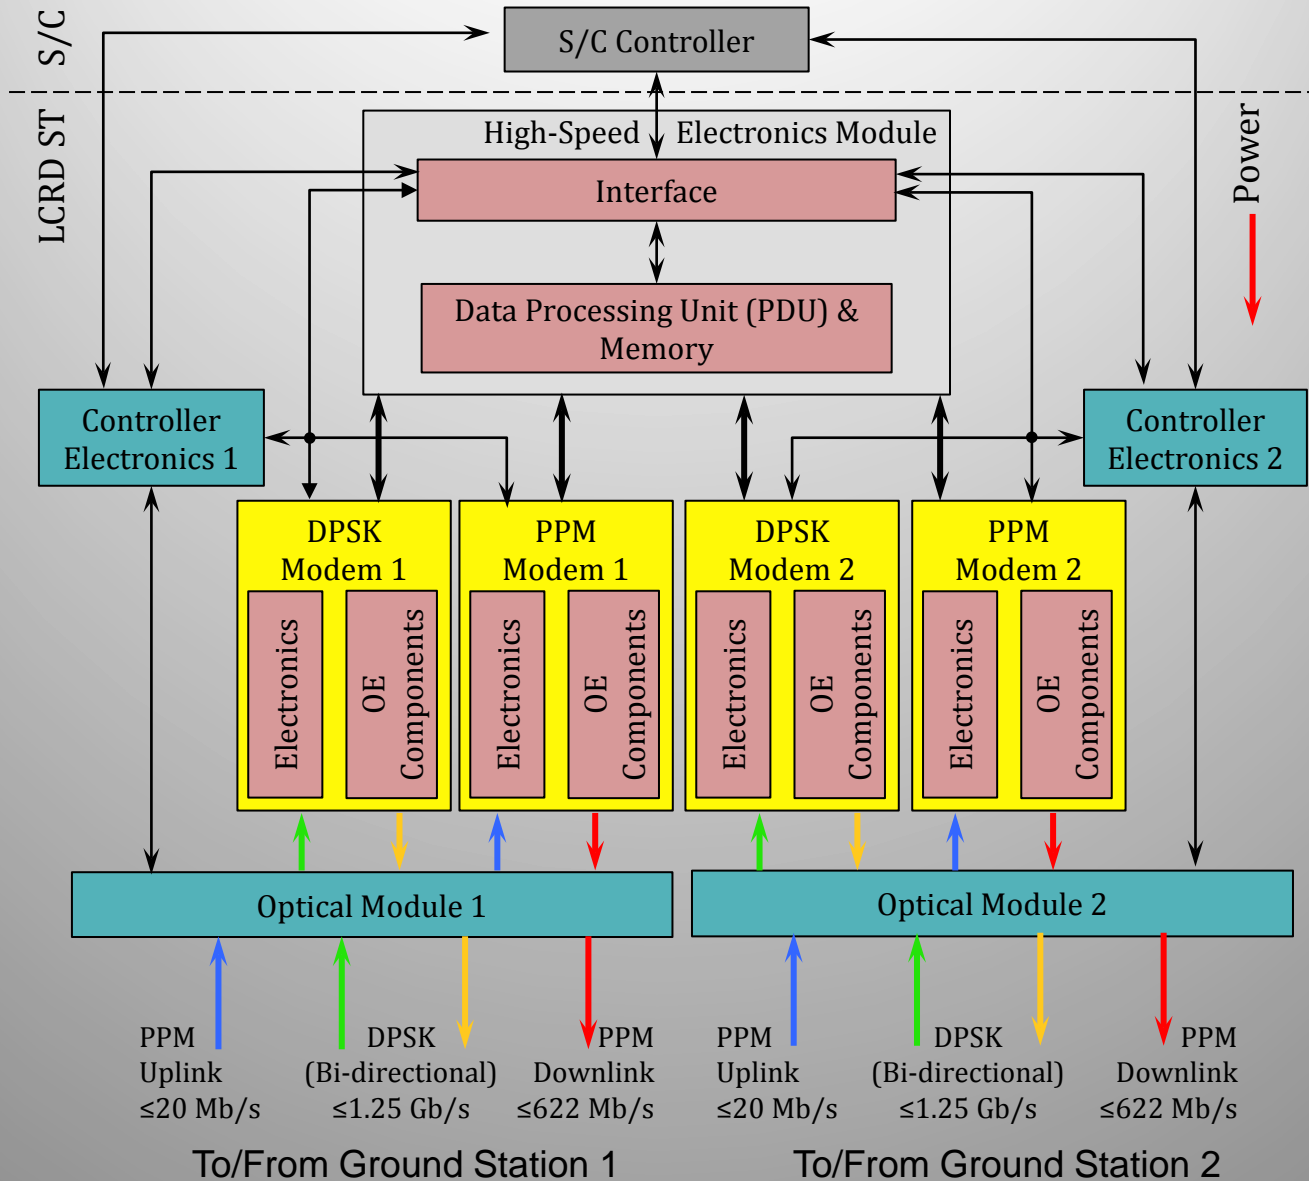 S/C
S/C Controller
LCRD ST
High-Speed Electronics Module
Power
Interface
Data Processing Unit (PDU) &
Memory
Controller
Electronics 1
Controller
Electronics 2
DPSK
Modem 1
Electronics
OE
Components
PPM
Modem 1
Electronics
OE
Components
DPSK
Modem 2
Electronics
OE
Components
PPM
Modem 2
Electronics
OE
Components
Optical Module 1
Optical Module 2
PPM
Uplink
≤20 Mb/s
DPSK
(Bi-directional)
≤1.25 Gb/s
PPM
Downlink
≤622 Mb/s
PPM
Uplink
≤20 Mb/s
DPSK
(Bi-directional)
≤1.25 Gb/s
PPM
Downlink
≤622 Mb/s
To/From Ground Station 1
To/From Ground Station 2